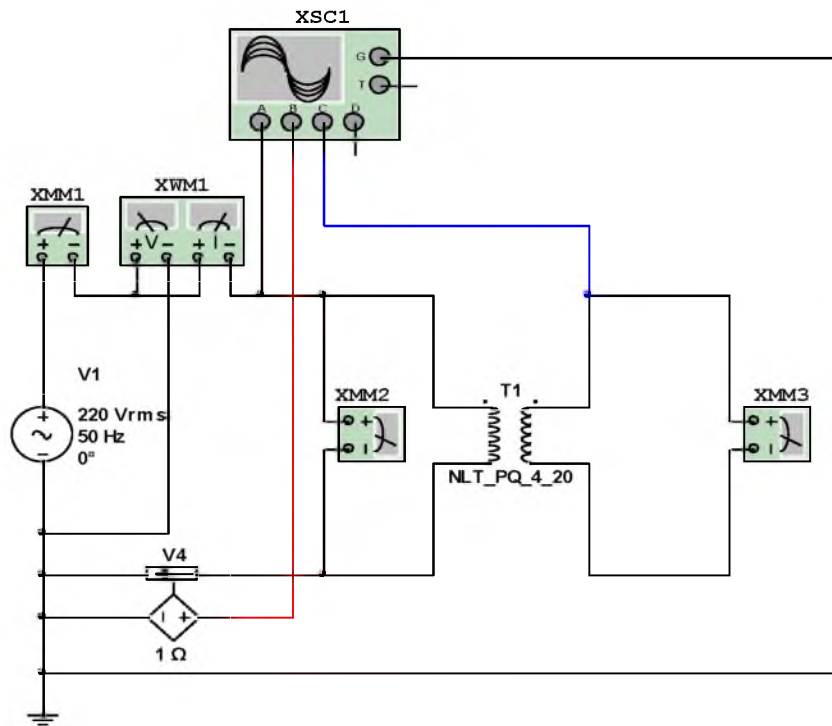 XSC1
G
T
A B C D
XMM1
XWM1
+ -
+ V - + I -
V1
+
220 Vrms
50 Hz
0°
-
XMM2
+
I
T1
NLT_PQ_4_20
XMM3
+
I
V4
I +
1 Ω